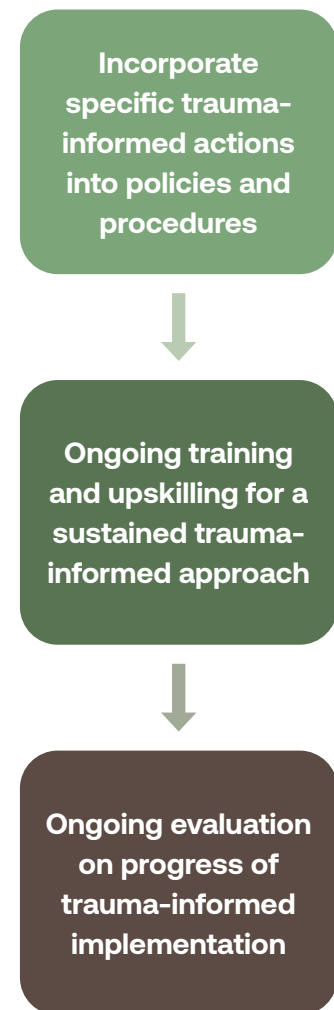 Incorporate
specific trauma-
informed actions
into policies and
procedures
Ongoing training
and upskilling for a
sustained trauma-
informed approach
Ongoing evaluation
on progress of
trauma-informed
implementation